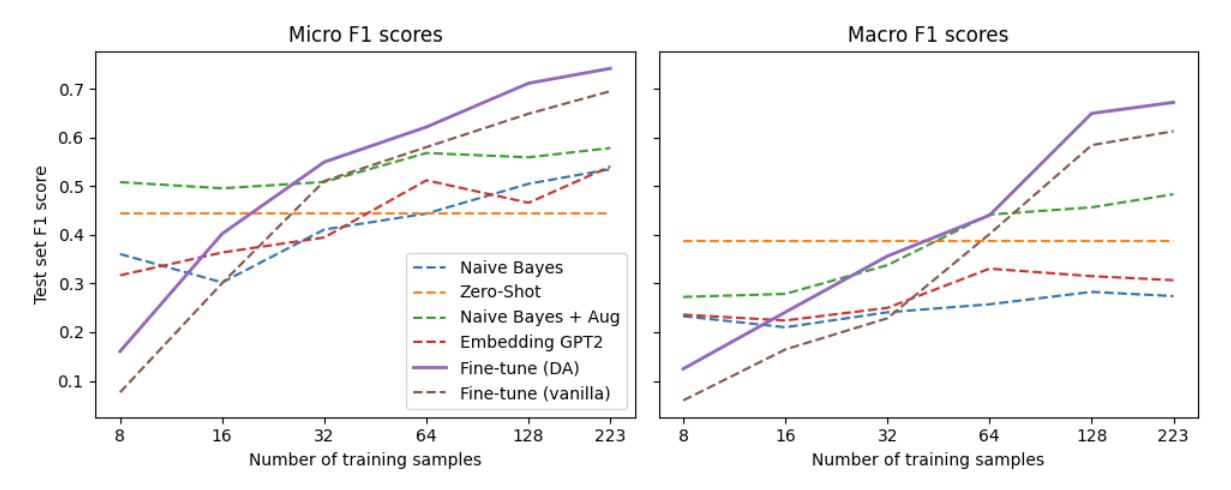 Micro F1 scores
Macro F1 scores
Test set F1 score
0.7
0.6
0.5
0.4
0.3
0.2
0.1
Naive Bayes
Zero-Shot
Naive Bayes + Aug
Embedding GPT2
Fine-tune (DA)
Fine-tune (vanilla)
8 16 32 64 128 223
Number of training samples
8 16 32 64 128 223
Number of training samples